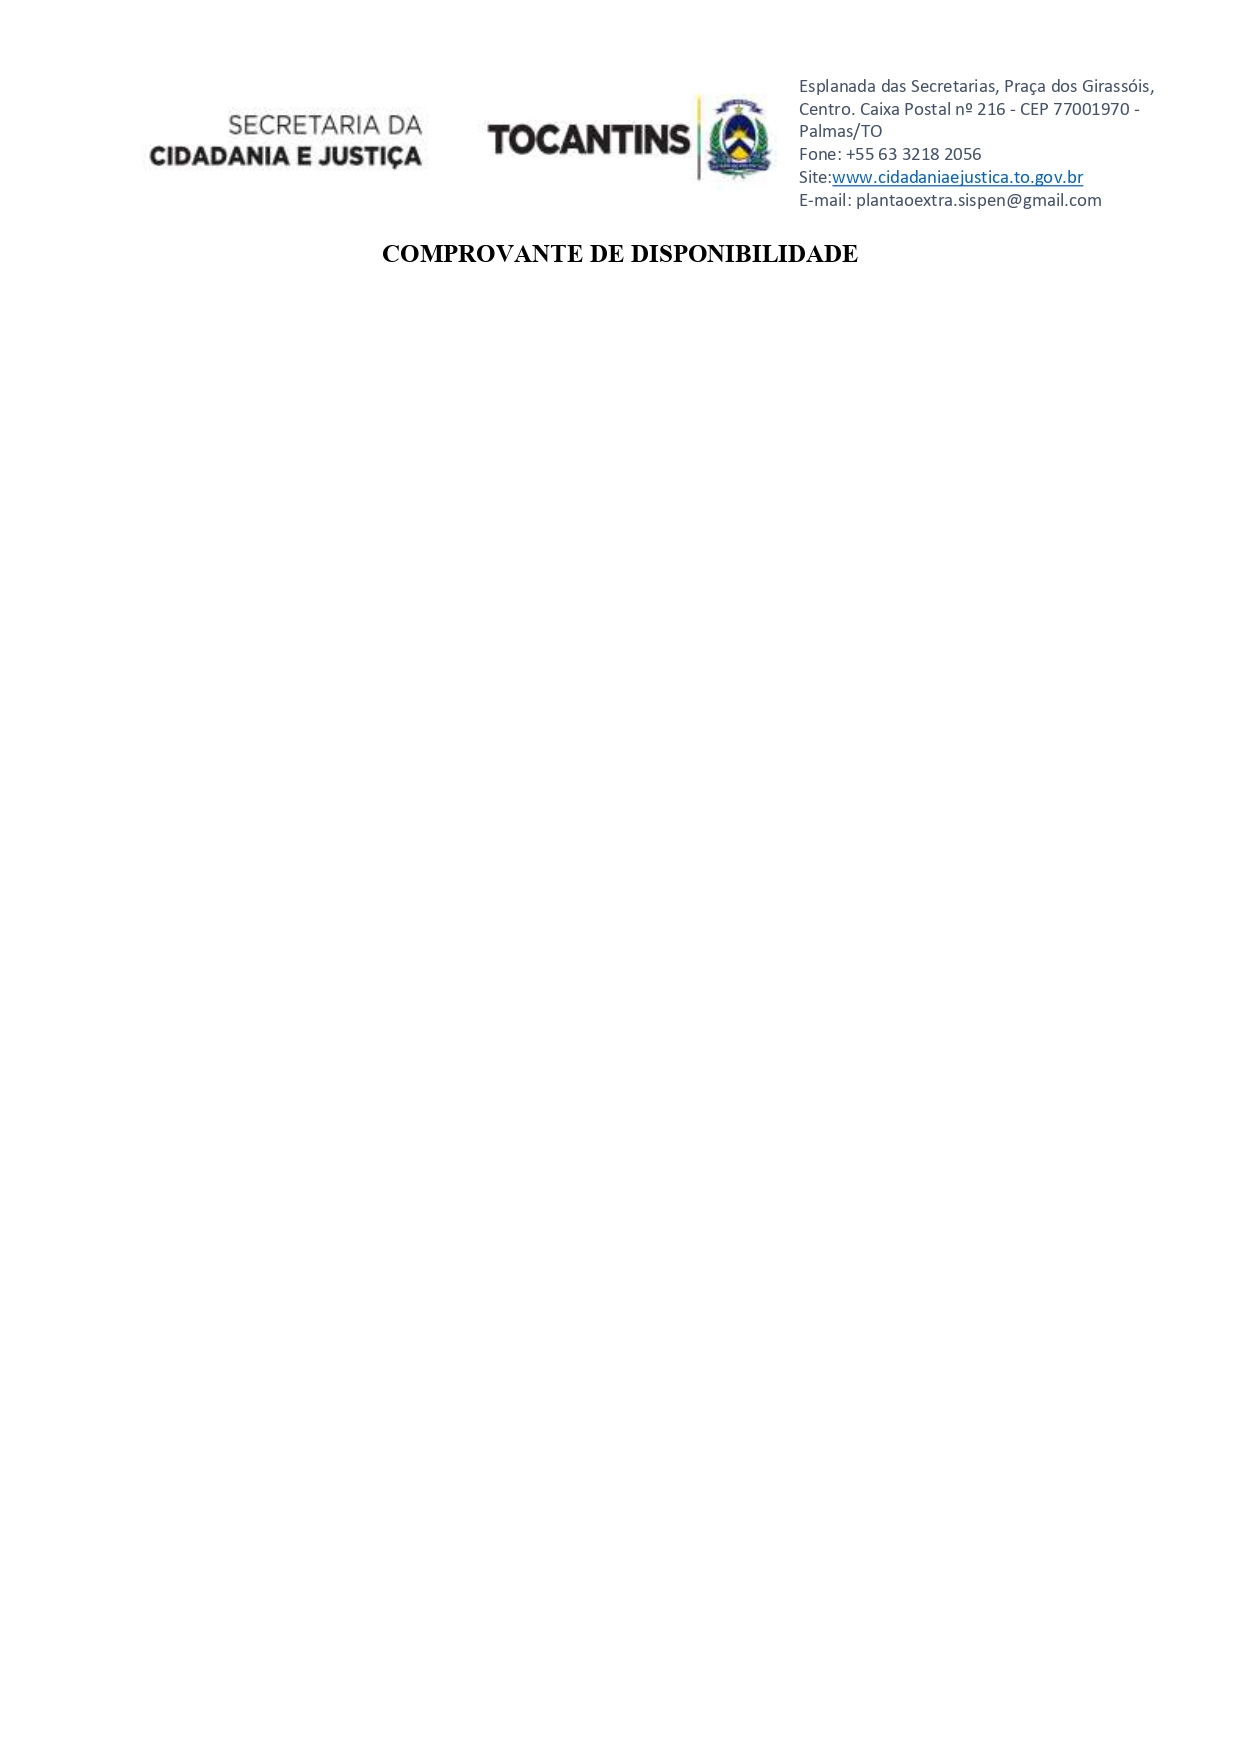 SECRETARIA DA
CIDADANIA E JUSTIÇA
TOCANTINS
Esplanada das Secretarias, Praça dos Girassóis,
Centro. Caixa Postal nº 216 - CEP 77001970 -
Palmas/TO
Fone: +55 63 3218 2056
Site:www.cidadaniaejustica.to.gov.br
E-mail: plantaoextra.sispen@gmail.com
COMPROVANTE DE DISPONIBILIDADE